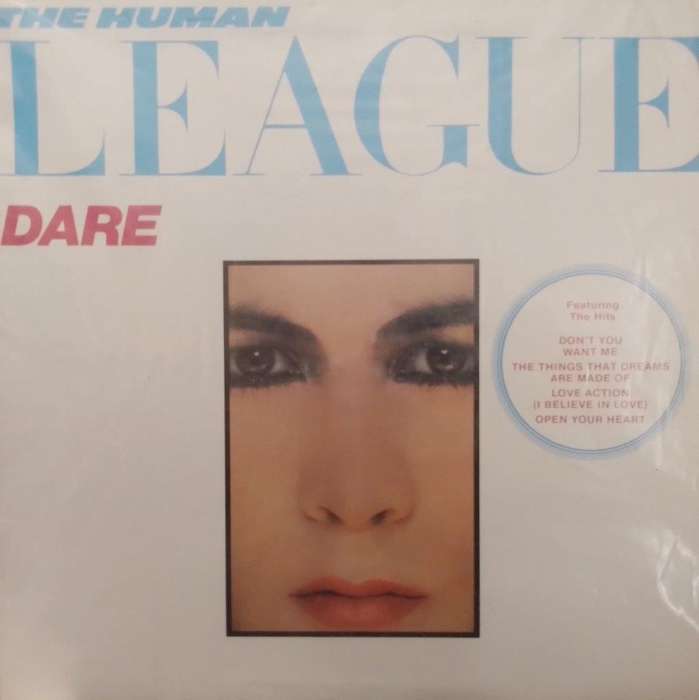 THE HUMAN
LEAGUE
DARE
Featuring
The Hits
DON'T YOU
WANT ME
THE THINGS THAT DREAMS
ARE MADE OF
LOVE ACTION
(I BELIEVE IN LOVE)
OPEN YOUR HEART